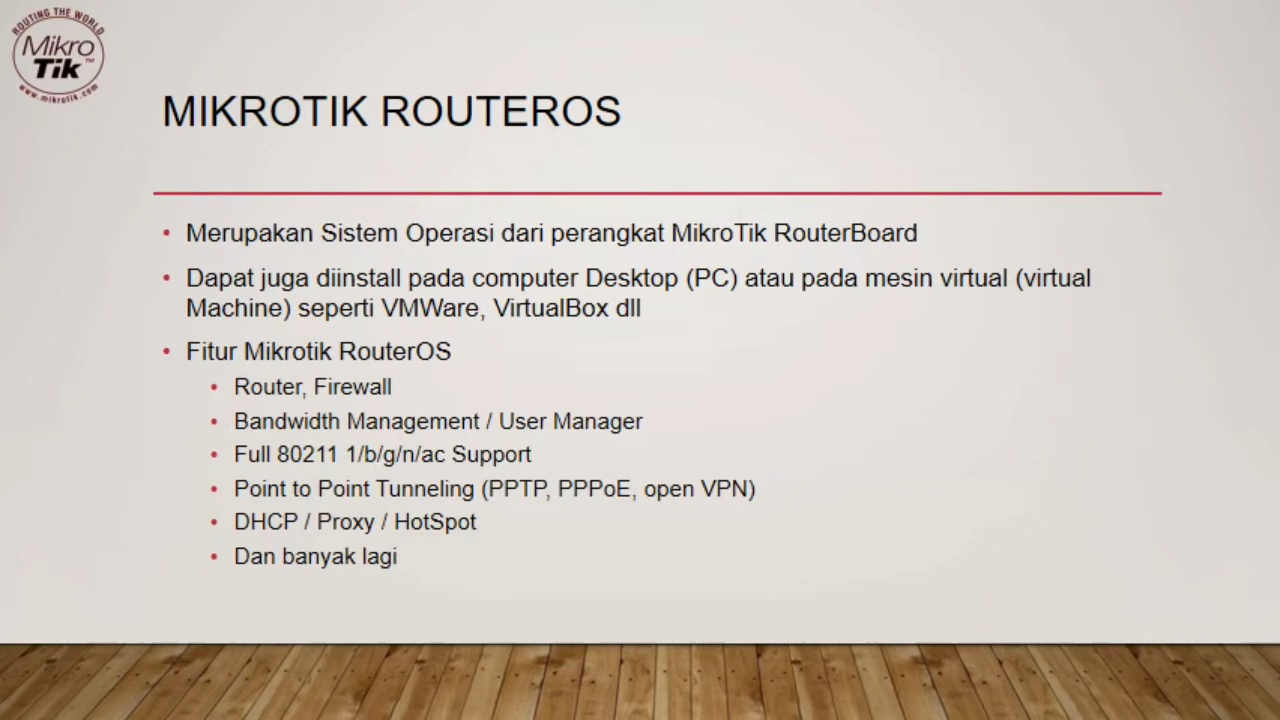 ROUTING THE WORLD
Mikro
Tik™
www.mikrotik.com
MIKROTIK ROUTEROS
• Merupakan Sistem Operasi dari perangkat MikroTik RouterBoard
• Dapat juga diinstall pada computer Desktop (PC) atau pada mesin virtual (virtual
Machine) seperti VMWare, VirtualBox dll
• Fitur Mikrotik RouterOS
• Router, Firewall
• Bandwidth Management / User Manager
• Full 80211 1/b/g/n/ac Support
• Point to Point Tunneling (PPTP, PPPoE, open VPN)
• DHCP / Proxy / HotSpot
• Dan banyak lagi